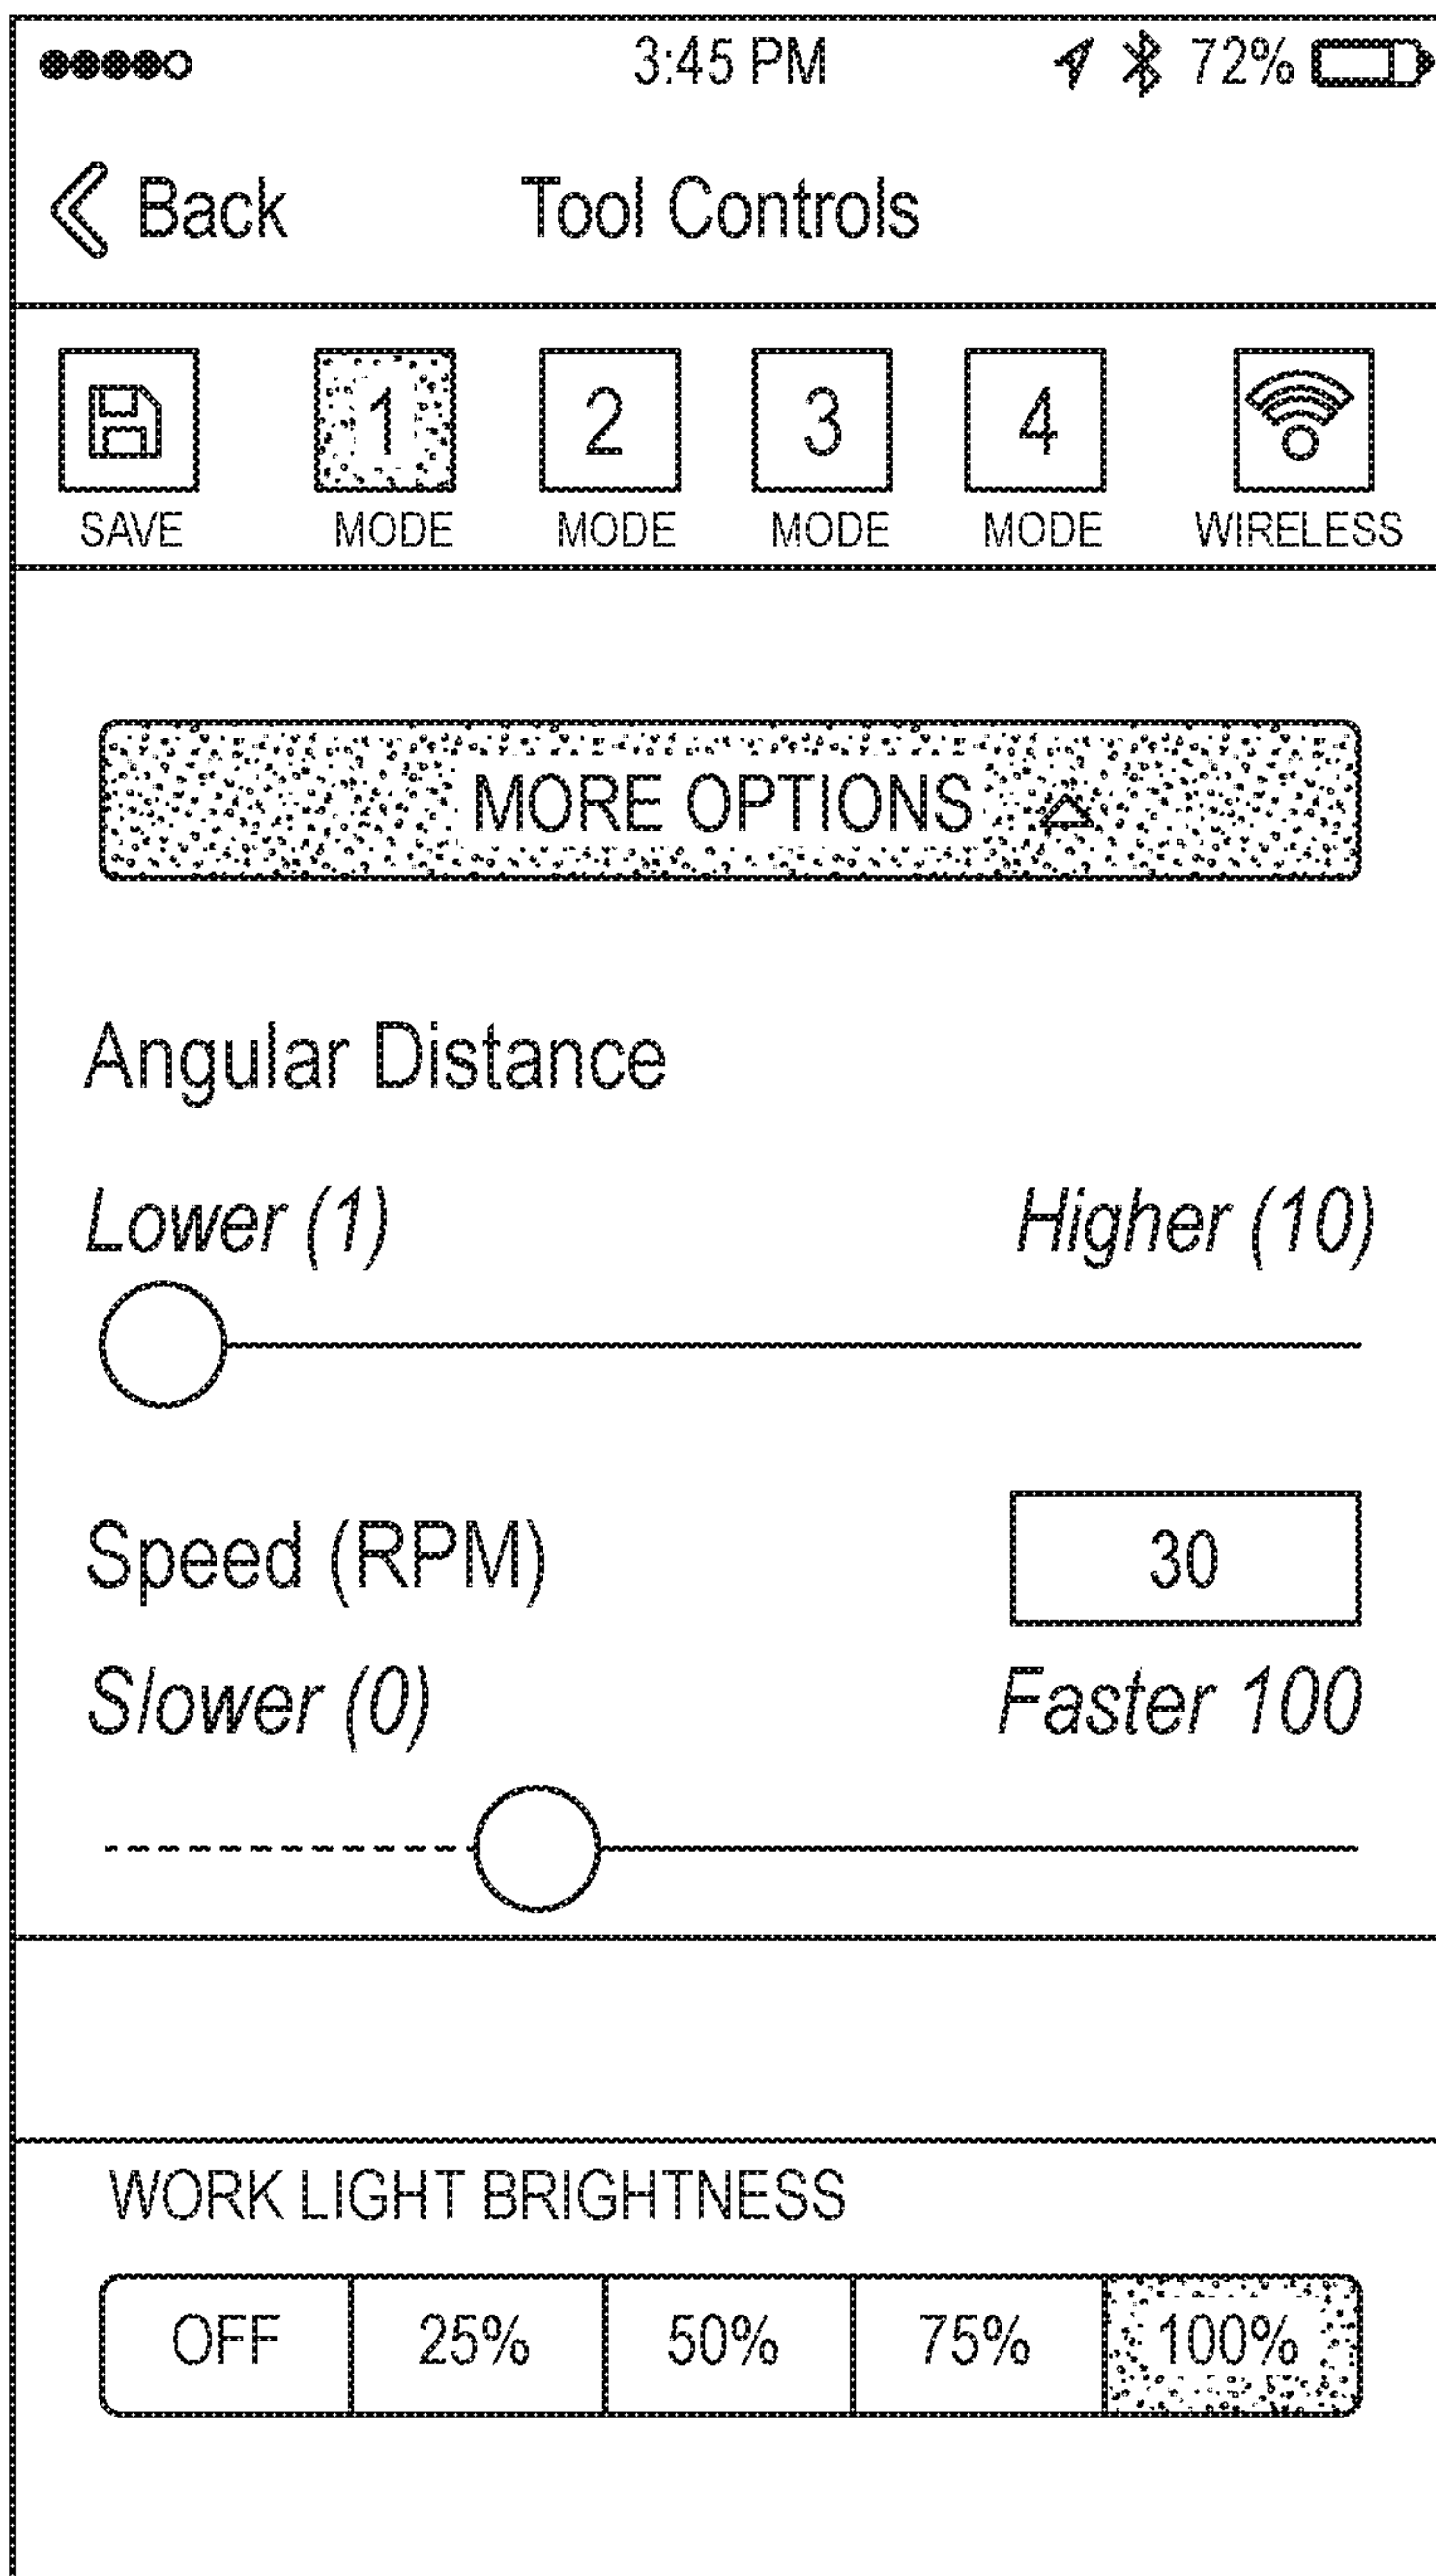 3:45 PM 72%
Back Tool Controls
1 2 3 4
SAVE MODE MODE MODE MODE WIRELESS
MORE OPTIONS
Angular Distance
Lower (1) Higher (10)
Speed (RPM) 30
Slower (0) Faster 100
WORK LIGHT BRIGHTNESS
OFF 25% 50% 75% 100%